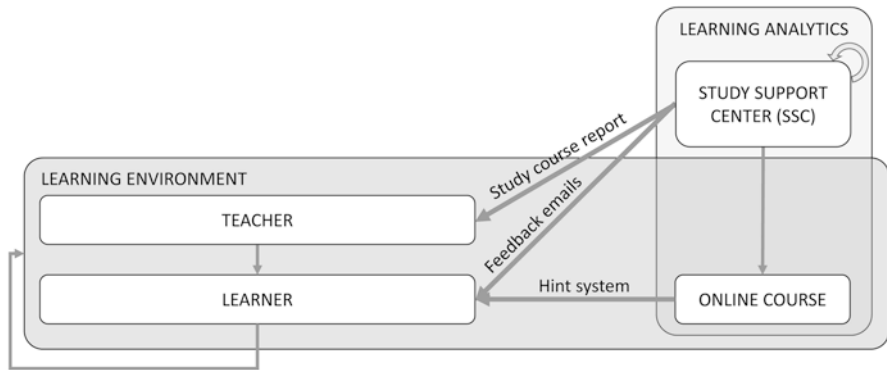 LEARNING ANALYTICS
STUDY SUPPORT
CENTER (SSC)
Study course report
LEARNING ENVIRONMENT
TEACHER
Feedback emails
LEARNER
Hint system
ONLINE COURSE